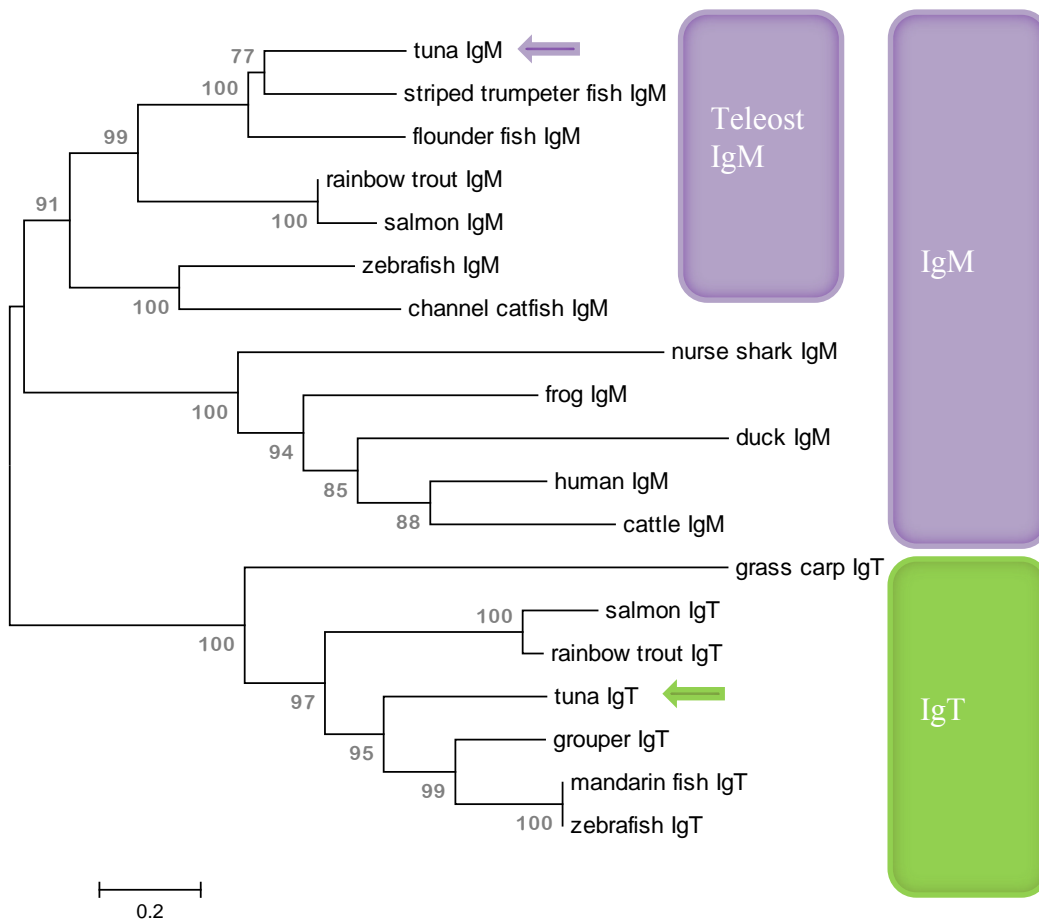 77
tuna IgM
100
striped trumpeter fish IgM
99
flounder fish IgM
Teleost
IgM
91
rainbow trout IgM
100
salmon IgM
zebrafish IgM
IgM
100
channel catfish IgM
nurse shark IgM
100
frog IgM
94
duck IgM
85
human IgM
88
cattle IgM
grass carp IgT
100
100
salmon IgT
rainbow trout IgT
97
tuna IgT
IgT
95
grouper IgT
99
mandarin fish IgT
100
zebrafish IgT
0.2